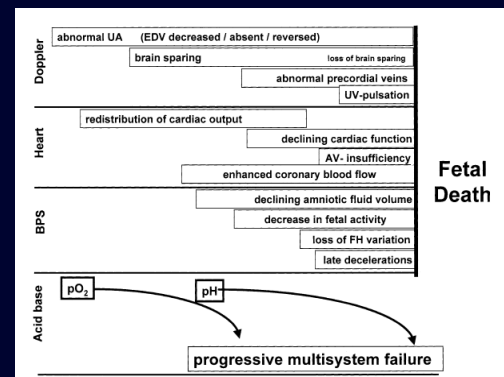 Doppler
abnormal UA (EDV decreased / absent / reversed)
brain sparing loss of brain sparing
abnormal precordial veins
UV-pulsation
Heart
redistribution of cardiac output
declining cardiac function
AV- insufficiency
enhanced coronary blood flow
BPS
declining amniotic fluid volume
decrease in fetal activity
loss of FH variation
late decelerations
Fetal
Death
Acid base
pO2 pH
progressive multisystem failure